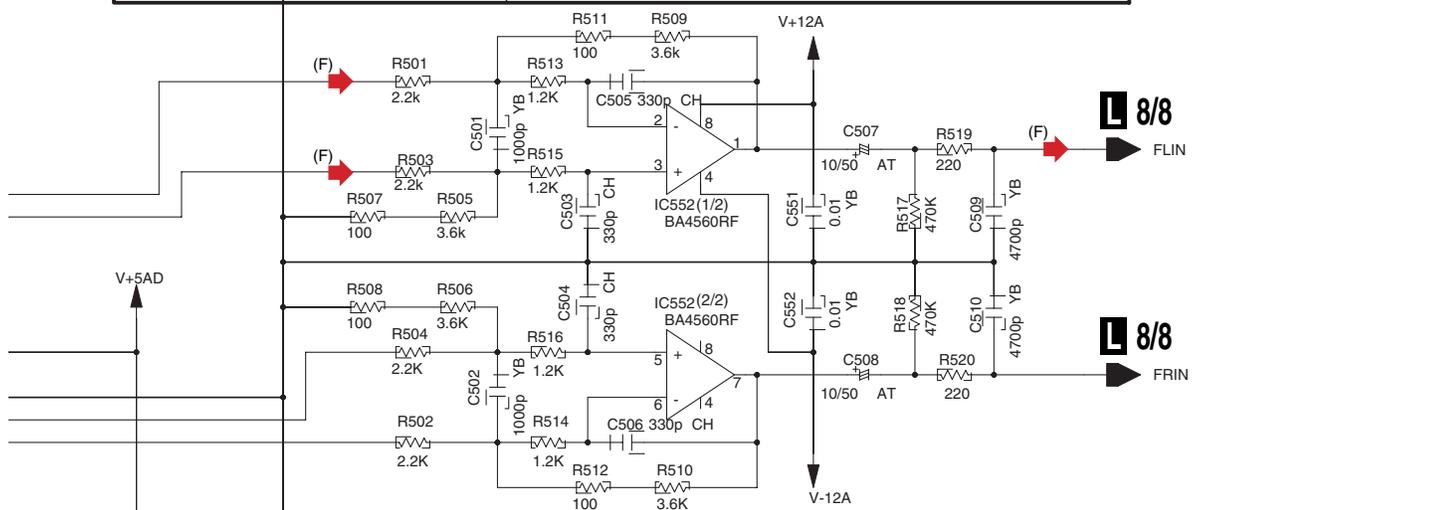 R511 R509
100 3.6k
V+12A
(F) R501 R513
2.2k 1.2K
C505 330p CH
C501 1000p YB
2 - 8
L 8/8
(F) R503 R515
2.2k 1.2K
3 + 4 1
C507 R519 (F)
10/50 AT 220 FLIN
R507 R505
100 3.6k
C503 330p CH
IC552(1/2)
BA4560RF
C551 0.01 YB
R517 470K
C509 4700p YB
V+5AD
R508 R506
100 3.6K
C504 330p CH
IC552(2/2)
BA4560RF
C552 0.01 YB
R518 470K
C510 4700p YB
L 8/8
R504 R516
2.2K 1.2K
5 + 8
C502 1000p YB
7
C508 R520
10/50 AT 220 FRIN
6 - 4
R502 R514 C506 330p CH
2.2K 1.2K
R512 R510
100 3.6K
V-12A